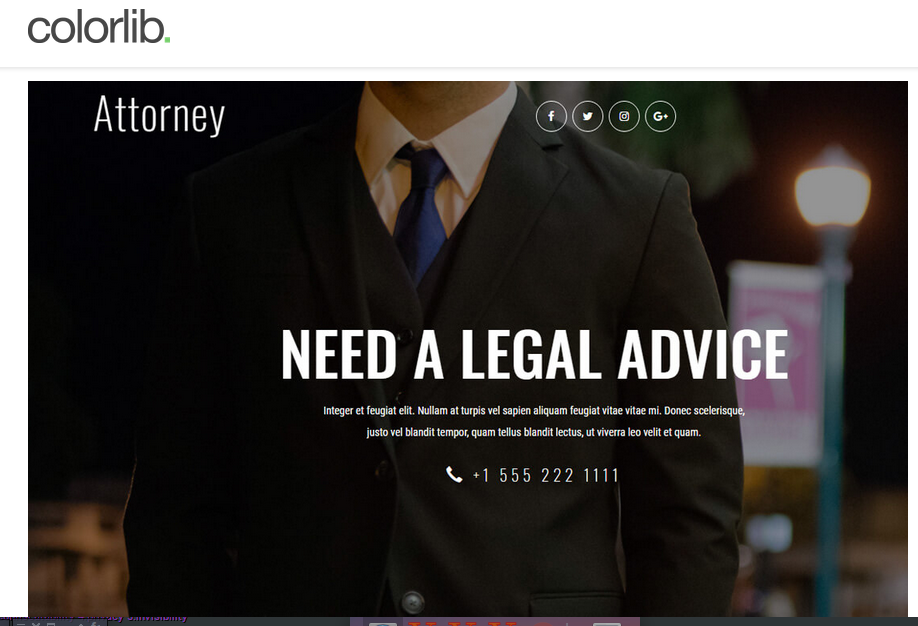 colorlib.
Attorney
NEED A LEGAL ADVICE
Integer et feugiat elit. Nullam at turpis vel sapien aliquam feugiat vitae vitae mi. Donec scelerisque,
justo vel blandit tempor, quam tellus blandit lectus, ut viverra leo velit et quam.
+1 555 222 1111